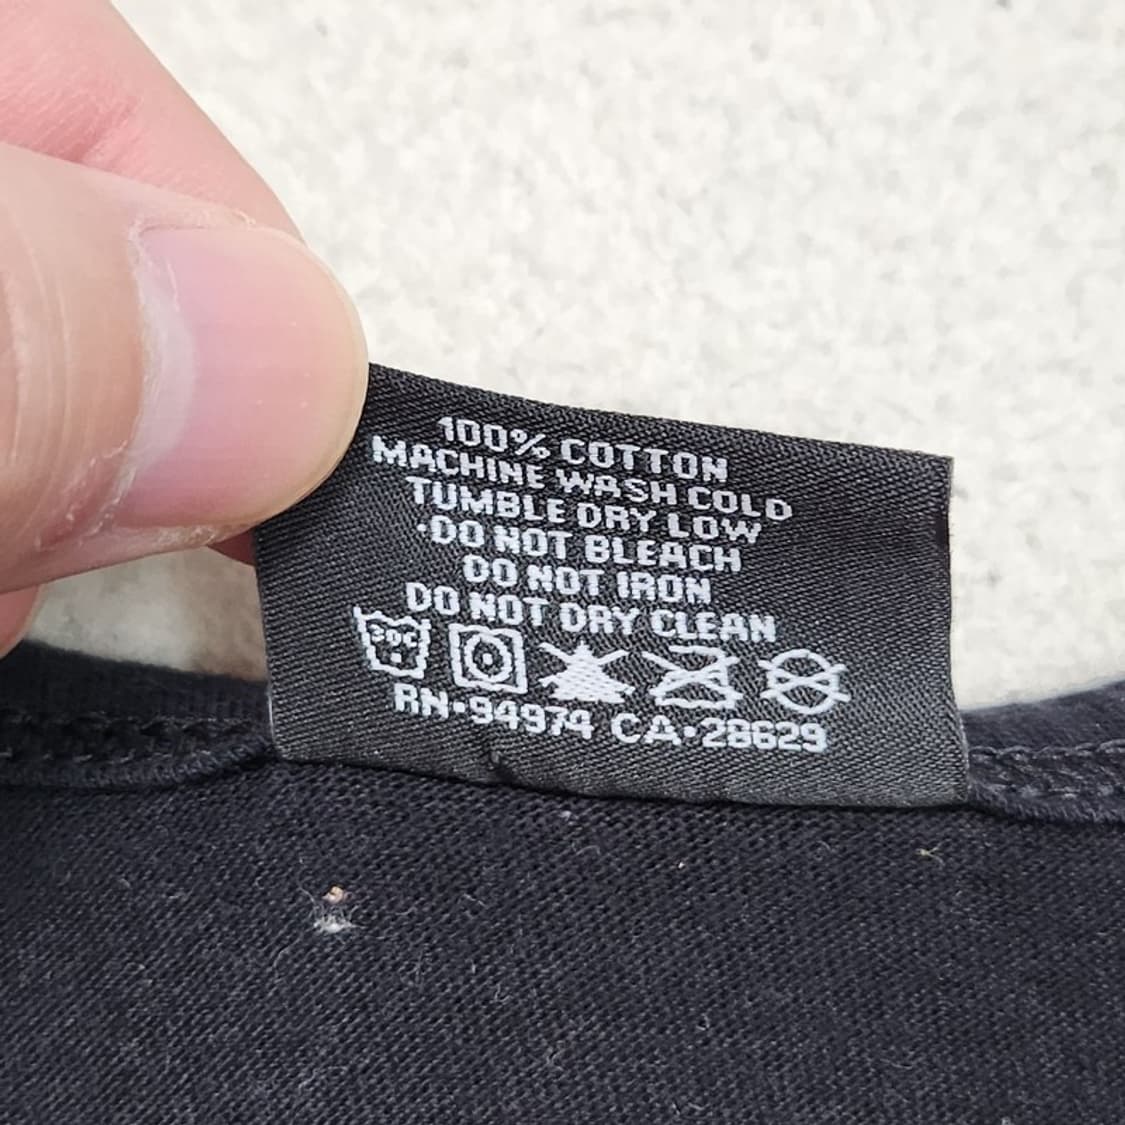 100% COTTON
MACHINE WASH COLD
TUMBLE DRY LOW
·DO NOT BLEACH
DO NOT IRON
DO NOT DRY CLEAN
30C
RN·94974 CA·28629